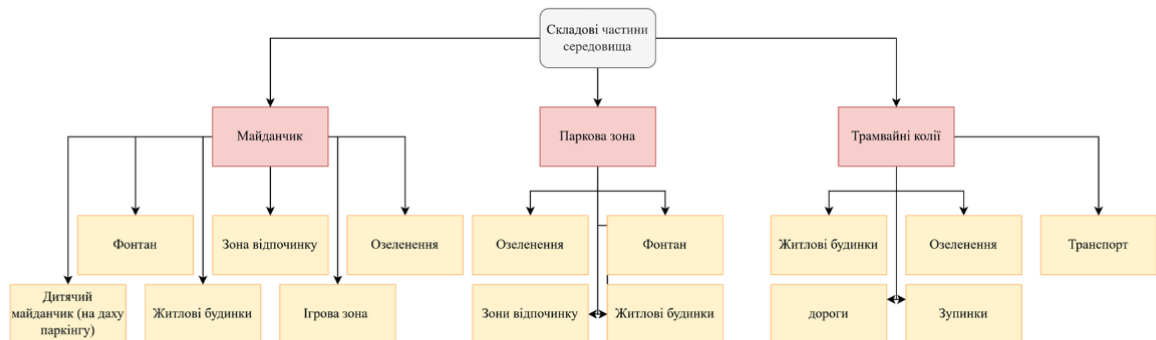 Складові частини
середовища
Майданчик
Паркова зона
Трамвайні колії
Фонтан
Зона відпочинку
Озеленення
Озеленення
Фонтан
Житлові будинки
Озеленення
Транспорт
Дитячий
майданчик (на даху
паркінгу)
Житлові будинки
Ігрова зона
Зони відпочинку
Житлові будинки
дороги
Зупинки